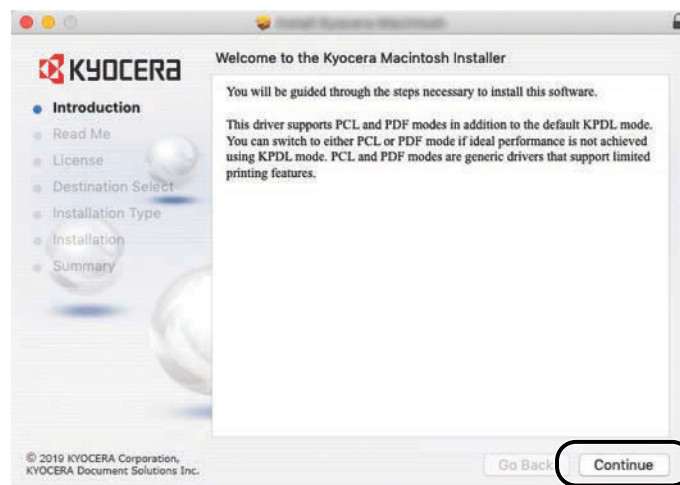 Welcome to the Kyocera Macintosh Installer
KYOCERA
Introduction
Read Me
License
Destination Select
Installation Type
Installation
Summary
You will be guided through the steps necessary to install this software.
This driver supports PCL and PDF modes in addition to the default KPDL mode.
You can switch to either PCL or PDF mode if ideal performance is not achieved
using KPDL mode. PCL and PDF modes are generic drivers that support limited
printing features.
© 2019 KYOCERA Corporation,
KYOCERA Document Solutions Inc.
Go Back
Continue